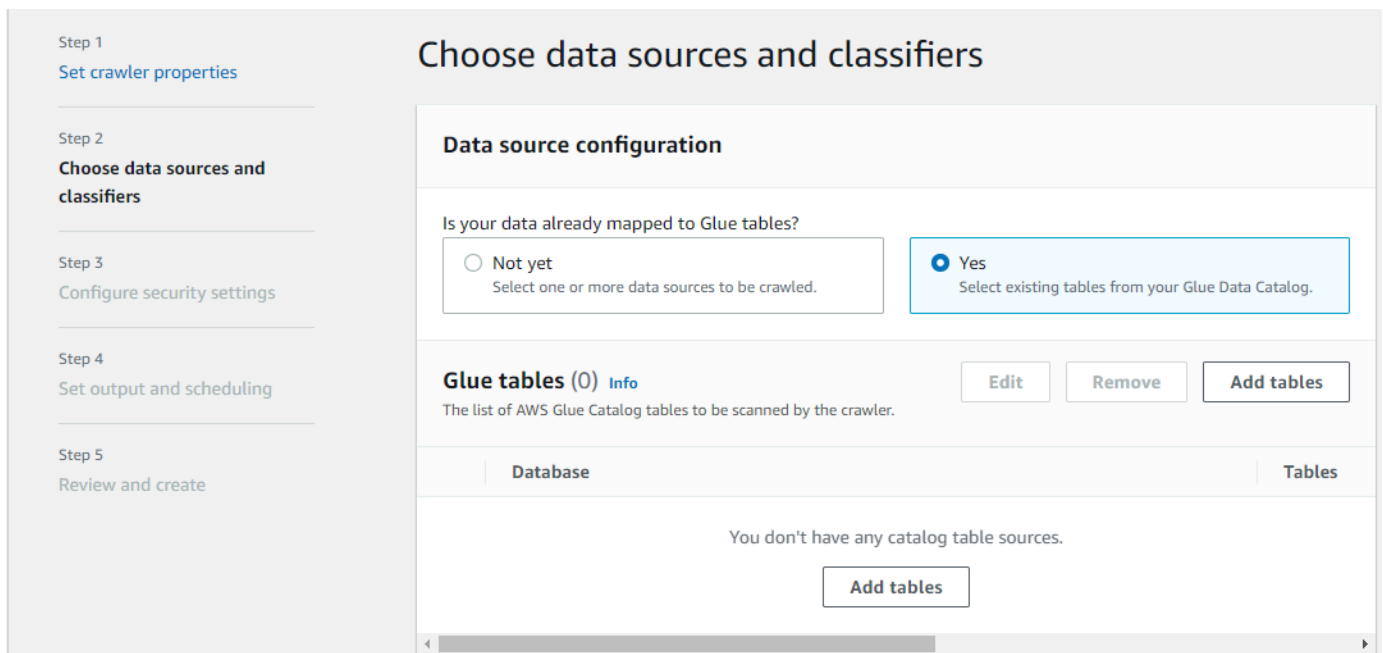 Step 1
Set crawler properties
Step 2
Choose data sources and
classifiers
Step 3
Configure security settings
Step 4
Set output and scheduling
Step 5
Review and create
Choose data sources and classifiers
Data source configuration
Is your data already mapped to Glue tables?
Not yet
Select one or more data sources to be crawled.
Yes
Select existing tables from your Glue Data Catalog.
Glue tables (0) Info
The list of AWS Glue Catalog tables to be scanned by the crawler.
Edit Remove Add tables
Database Tables
You don't have any catalog table sources.
Add tables